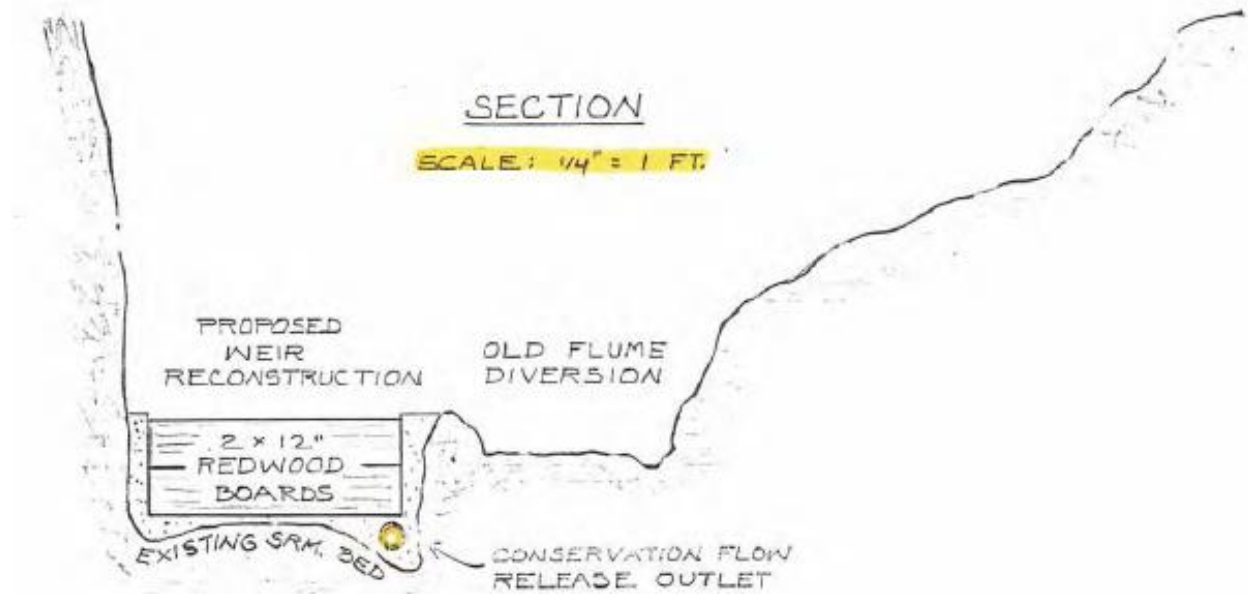 SECTION
SCALE: 1/4" = 1 FT.
PROPOSED
WEIR
RECONSTRUCTION
OLD FLUME
DIVERSION
2 × 12"
REDWOOD
BOARDS
EXISTING SRM. BED
CONSERVATION FLOW
RELEASE OUTLET